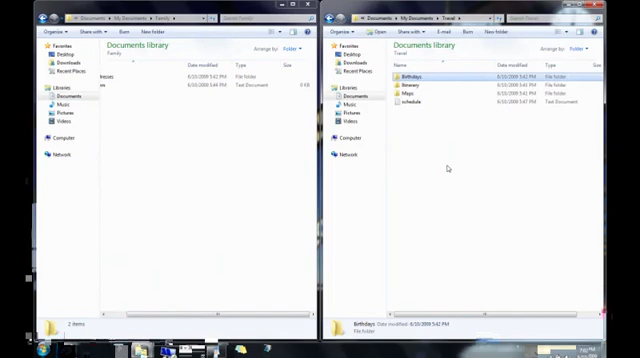 Documents ▸ My Documents ▸ Family ▸
Search Family
Organize ▾ Share with ▾ Burn New folder
Favorites
Desktop
Downloads
Recent Places
Libraries
Documents
Music
Pictures
Videos
Computer
Network
Documents library
Family
Arrange by: Folder ▾
Date modified Type Size
resses 6/10/2009 5:42 PM File folder
6/10/2009 5:44 PM Text Document 0 KB
2 items
Documents ▸ My Documents ▸ Travel ▸
Search Travel
Organize ▾ Open Share with ▾ E-mail Burn New folder
Favorites
Desktop
Downloads
Recent Places
Libraries
Documents
Music
Pictures
Videos
Computer
Network
Documents library
Travel
Arrange by: Folder ▾
Name Date modified Type Size
Birthdays 6/10/2009 5:42 PM File folder
Itinerary 6/10/2009 5:41 PM File folder
Maps 6/10/2009 5:41 PM File folder
schedule 6/10/2009 5:47 PM Text Document
Birthdays Date modified: 6/10/2009 5:42 PM
File folder